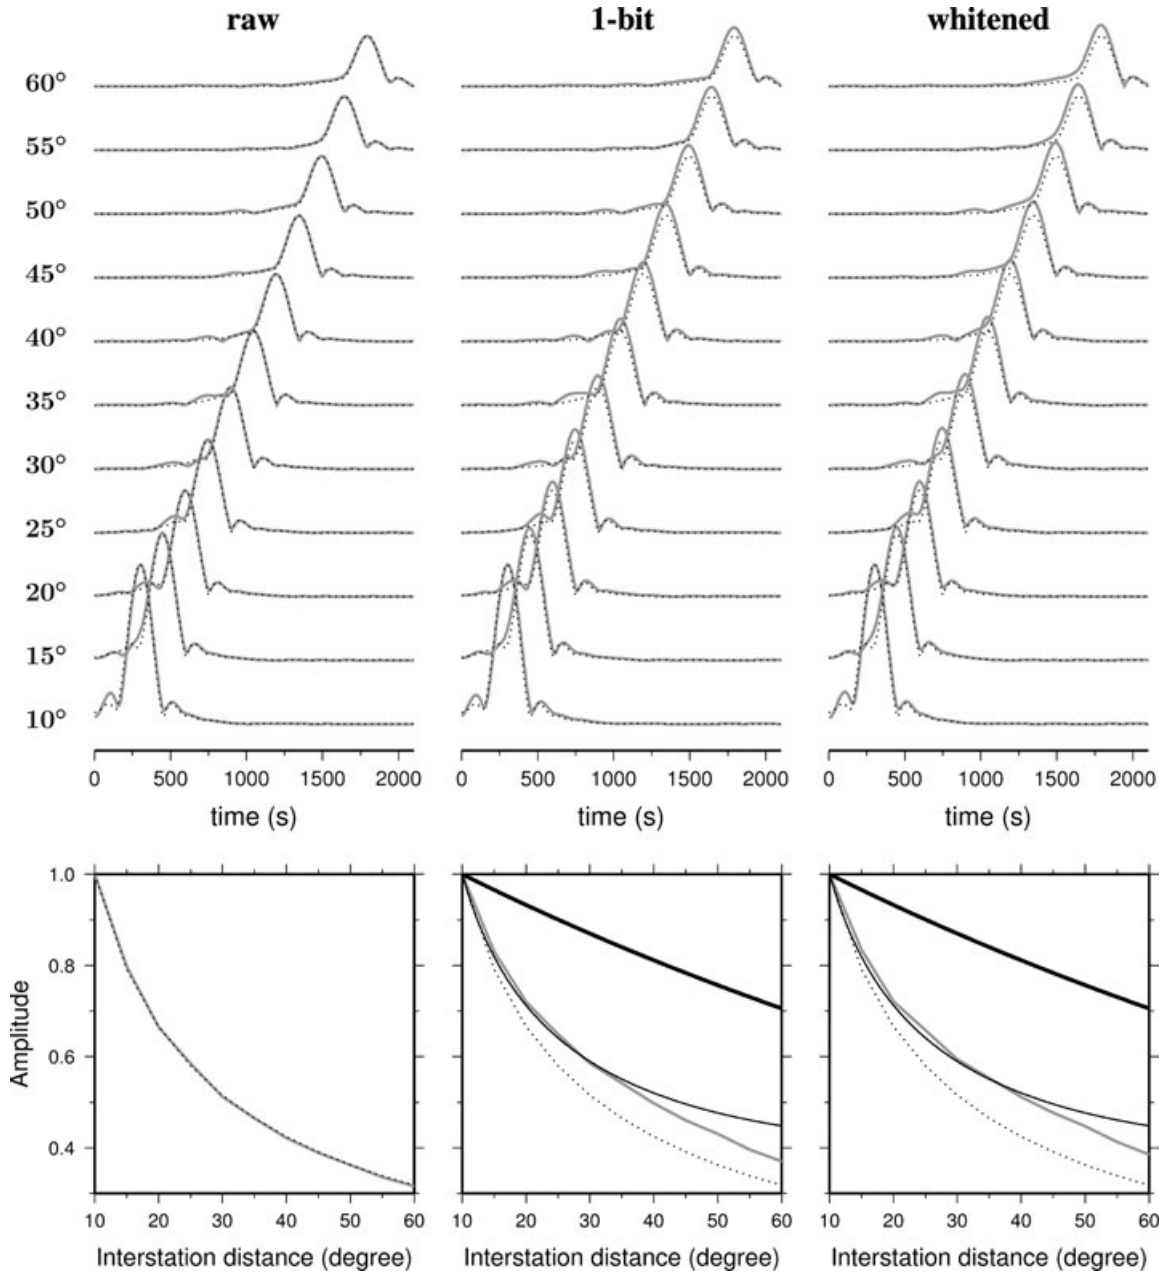 raw 1-bit whitened
60°
55°
50°
45°
40°
35°
30°
25°
20°
15°
10°
0 500 1000 1500 2000 0 500 1000 1500 2000 0 500 1000 1500 2000
time (s) time (s) time (s)
1.0
0.8
0.6
0.4
Amplitude
10 20 30 40 50 60 10 20 30 40 50 60 10 20 30 40 50 60
Interstation distance (degree) Interstation distance (degree) Interstation distance (degree)